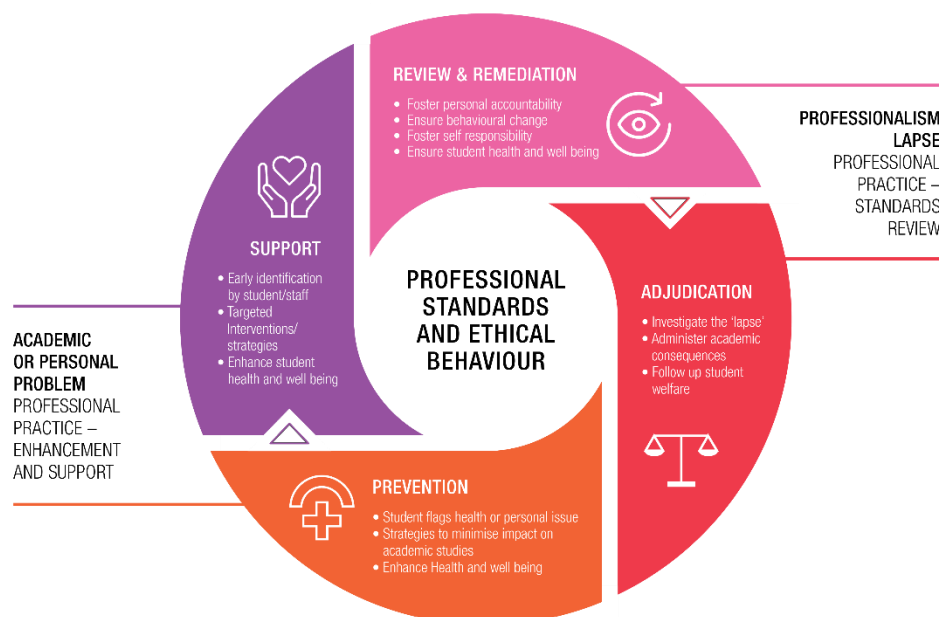 REVIEW & REMEDIATION
• Foster personal accountability
• Ensure behavioural change
• Foster self responsibility
• Ensure student health and well being
PROFESSIONALISM
LAPSE
PROFESSIONAL
PRACTICE –
STANDARDS
REVIEW
SUPPORT
• Early identification
by student/staff
• Targeted
Interventions/
strategies
• Enhance student
health and well being
PROFESSIONAL
STANDARDS
AND ETHICAL
BEHAVIOUR
ADJUDICATION
• Investigate the ‘lapse’
• Administer academic
consequences
• Follow up student
welfare
ACADEMIC
OR PERSONAL
PROBLEM
PROFESSIONAL
PRACTICE –
ENHANCEMENT
AND SUPPORT
PREVENTION
• Student flags health or personal issue
• Strategies to minimise impact on
academic studies
• Enhance Health and well being